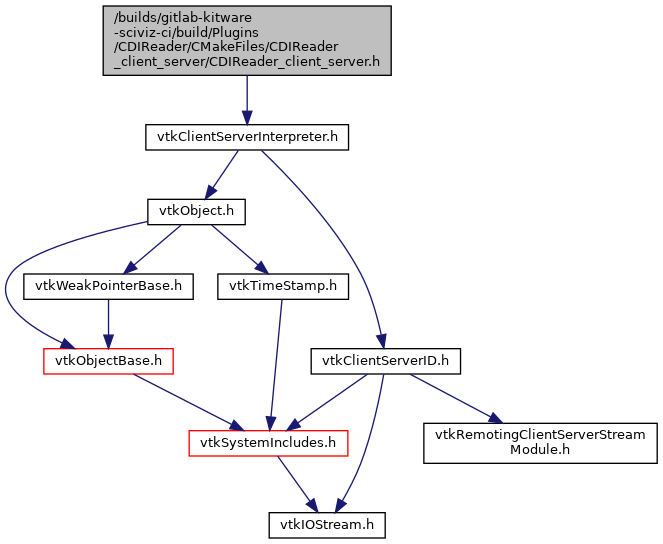 /builds/gitlab-kitware
-sciviz-ci/build/Plugins
/CDIReader/CMakeFiles/CDIReader
_client_server/CDIReader_client_server.h
vtkClientServerInterpreter.h
vtkObject.h
vtkWeakPointerBase.h
vtkTimeStamp.h
vtkObjectBase.h
vtkClientServerID.h
vtkSystemIncludes.h
vtkRemotingClientServerStream
Module.h
vtkIOStream.h